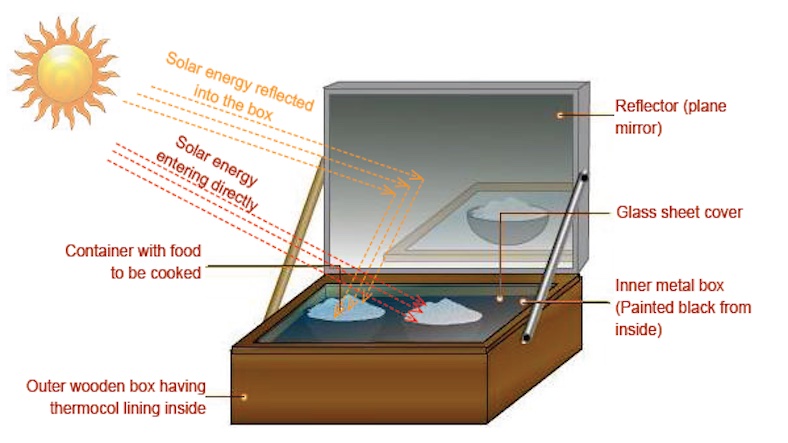 Solar energy reflected
into the box
Solar energy
entering directly
Reflector (plane
mirror)
Glass sheet cover
Container with food
to be cooked
Inner metal box
(Painted black from
inside)
Outer wooden box having
thermocol lining inside